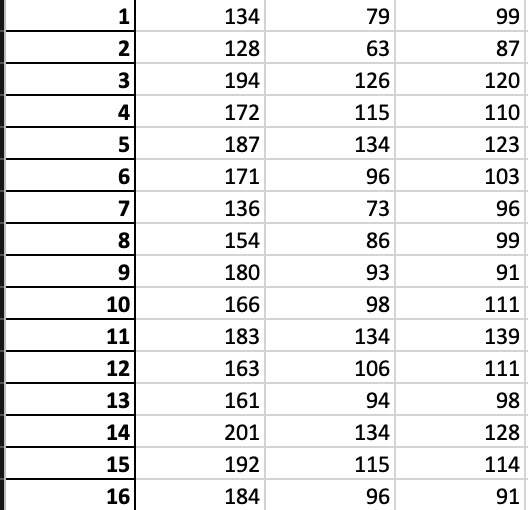 1 134 79 99
2 128 63 87
3 194 126 120
4 172 115 110
5 187 134 123
6 171 96 103
7 136 73 96
8 154 86 99
9 180 93 91
10 166 98 111
11 183 134 139
12 163 106 111
13 161 94 98
14 201 134 128
15 192 115 114
16 184 96 91